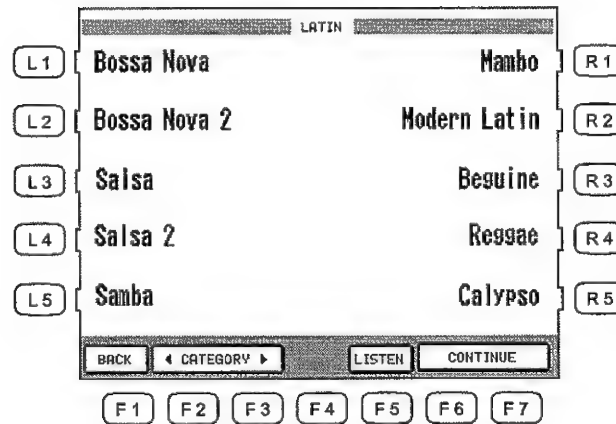 LATIN
L1 Bossa Nova Mambo R1
L2 Bossa Nova 2 Modern Latin R2
L3 Salsa Beguine R3
L4 Salsa 2 Reggae R4
L5 Samba Calypso R5
BACK ◀ CATEGORY ▶ LISTEN CONTINUE
F1 F2 F3 F4 F5 F6 F7